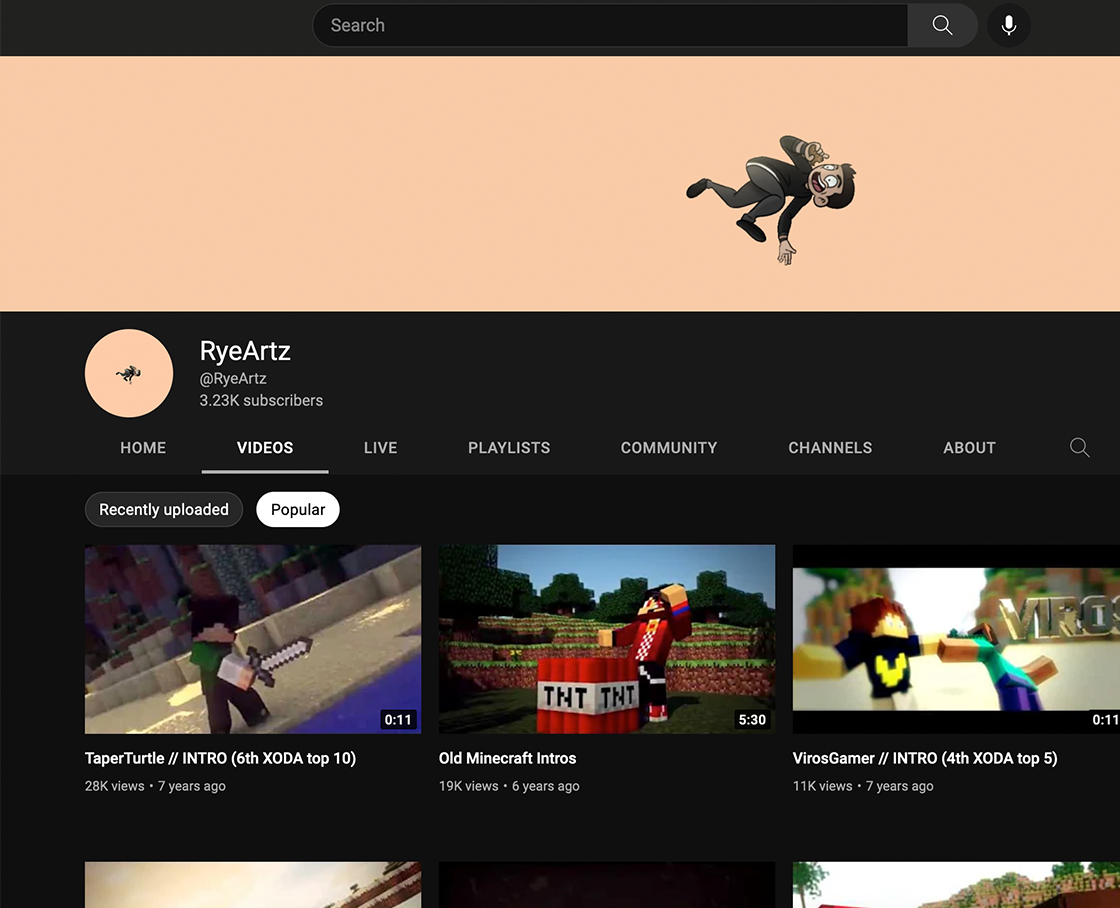 Search
RyeArtz
@RyeArtz
3.23K subscribers
HOME VIDEOS LIVE PLAYLISTS COMMUNITY CHANNELS ABOUT
Recently uploaded Popular
TNT TNT
VIROS
0:11 5:30 0:11
TaperTurtle // INTRO (6th XODA top 10) Old Minecraft Intros VirosGamer // INTRO (4th XODA top 5)
28K views • 7 years ago 19K views • 6 years ago 11K views • 7 years ago